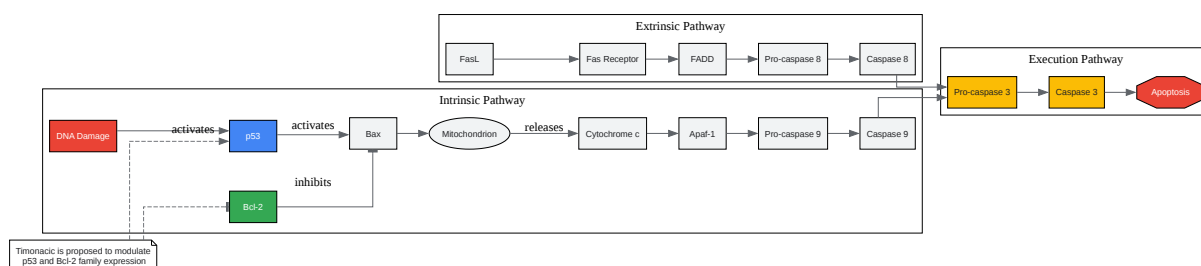 Extrinsic Pathway
FasL
Fas Receptor
FADD
Pro-caspase 8
Caspase 8
Execution Pathway
Pro-caspase 3
Caspase 3
Apoptosis
Intrinsic Pathway
DNA Damage
activates
p53
activates
Bax
Mitochondrion
releases
Cytochrome c
Apaf-1
Pro-caspase 9
Caspase 9
inhibits
Bcl-2
Timonacic is proposed to modulate
p53 and Bcl-2 family expression